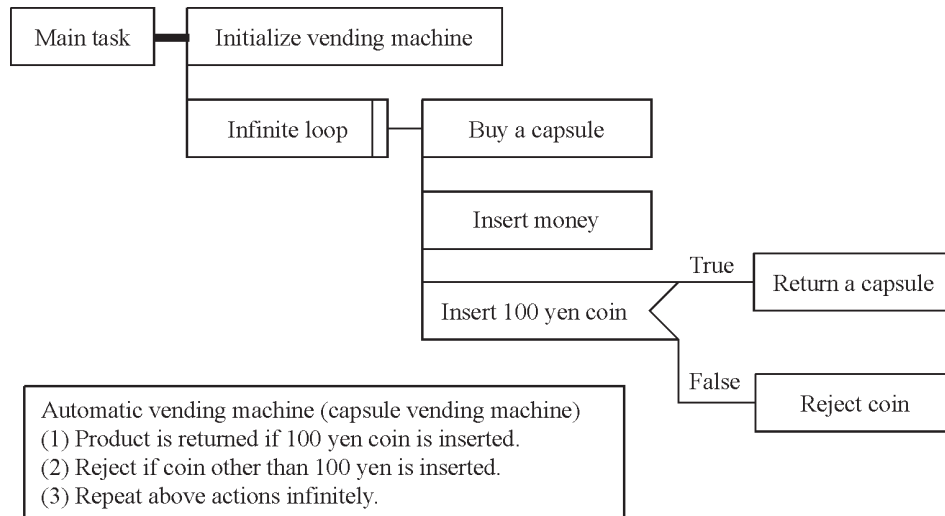 Main task
Initialize vending machine
Infinite loop
Buy a capsule
Insert money
True
Insert 100 yen coin
Return a capsule
False
Reject coin
Automatic vending machine (capsule vending machine)
(1) Product is returned if 100 yen coin is inserted.
(2) Reject if coin other than 100 yen is inserted.
(3) Repeat above actions infinitely.